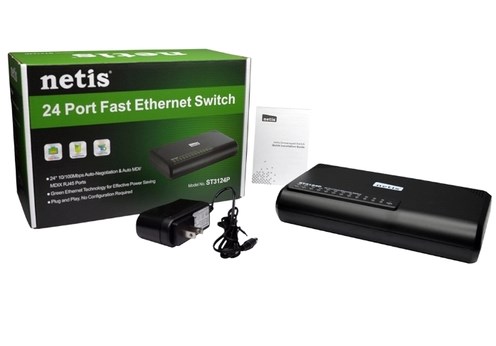 netis
24 Port Fast Ethernet Switch
24* 10/100Mbps Auto-Negotiation & Auto MDI/
MDIX RJ45 Ports
Green Ethernet Technology for Effective Power Saving
Plug and Play, No Configuration Required
Model No. ST3124P
netis
netis